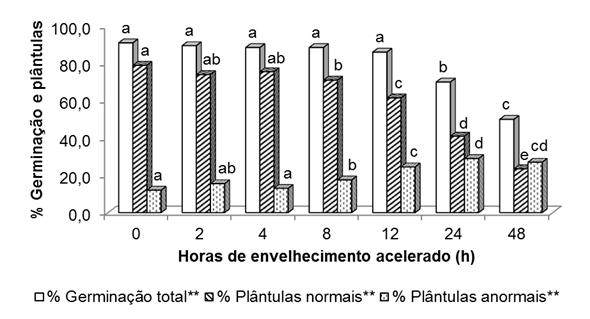 % Germinação e plântulas
100,0
80,0
60,0
40,0
20,0
0,0
a a a
a ab ab
a ab a
a b b
a c c
b d d
c e cd
0 2 4 8 12 24 48
Horas de envelhecimento acelerado (h)
% Germinação total** % Plântulas normais** % Plântulas anormais**